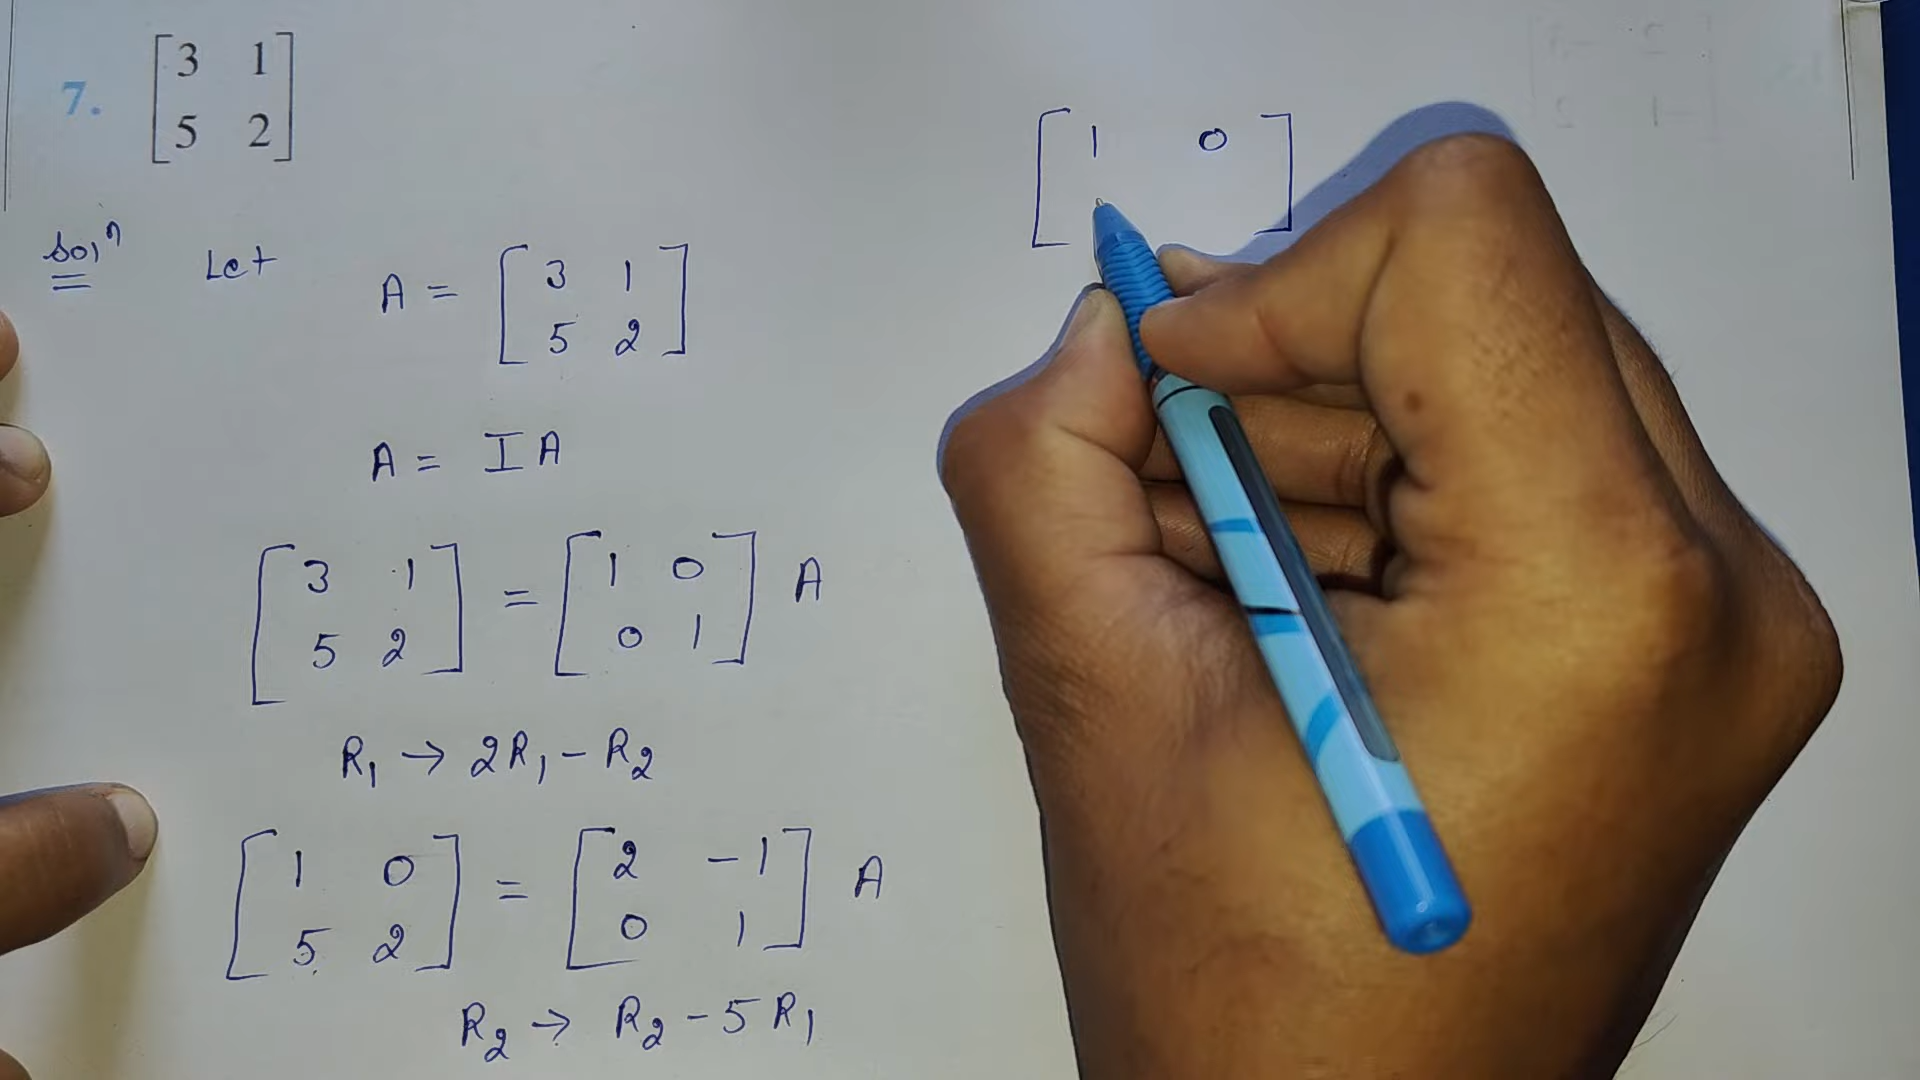 7. [3 1
5 2]
Solⁿ Let A = [3 1
5 2]
A = IA
[3 1
5 2] = [1 0
0 1] A
R₁ → 2R₁ - R₂
[1 0
5 2] = [2 -1
0 1] A
R₂ → R₂ - 5R₁
[1 0]